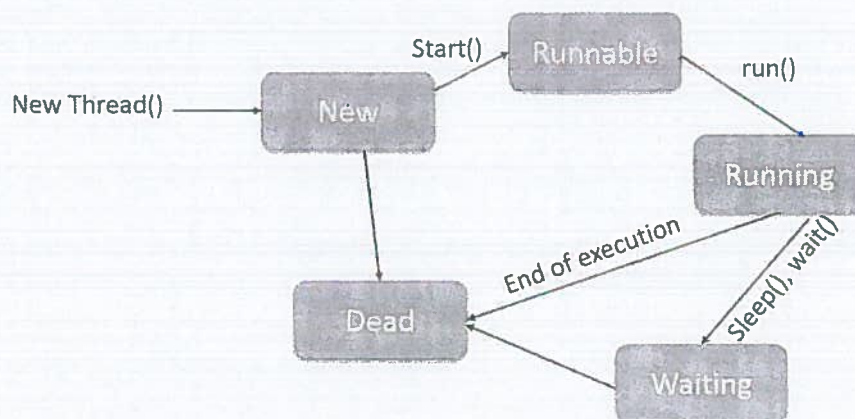 Start()
Runnable
run()
New Thread()
New
Running
End of execution
Sleep(), wait()
Dead
Waiting